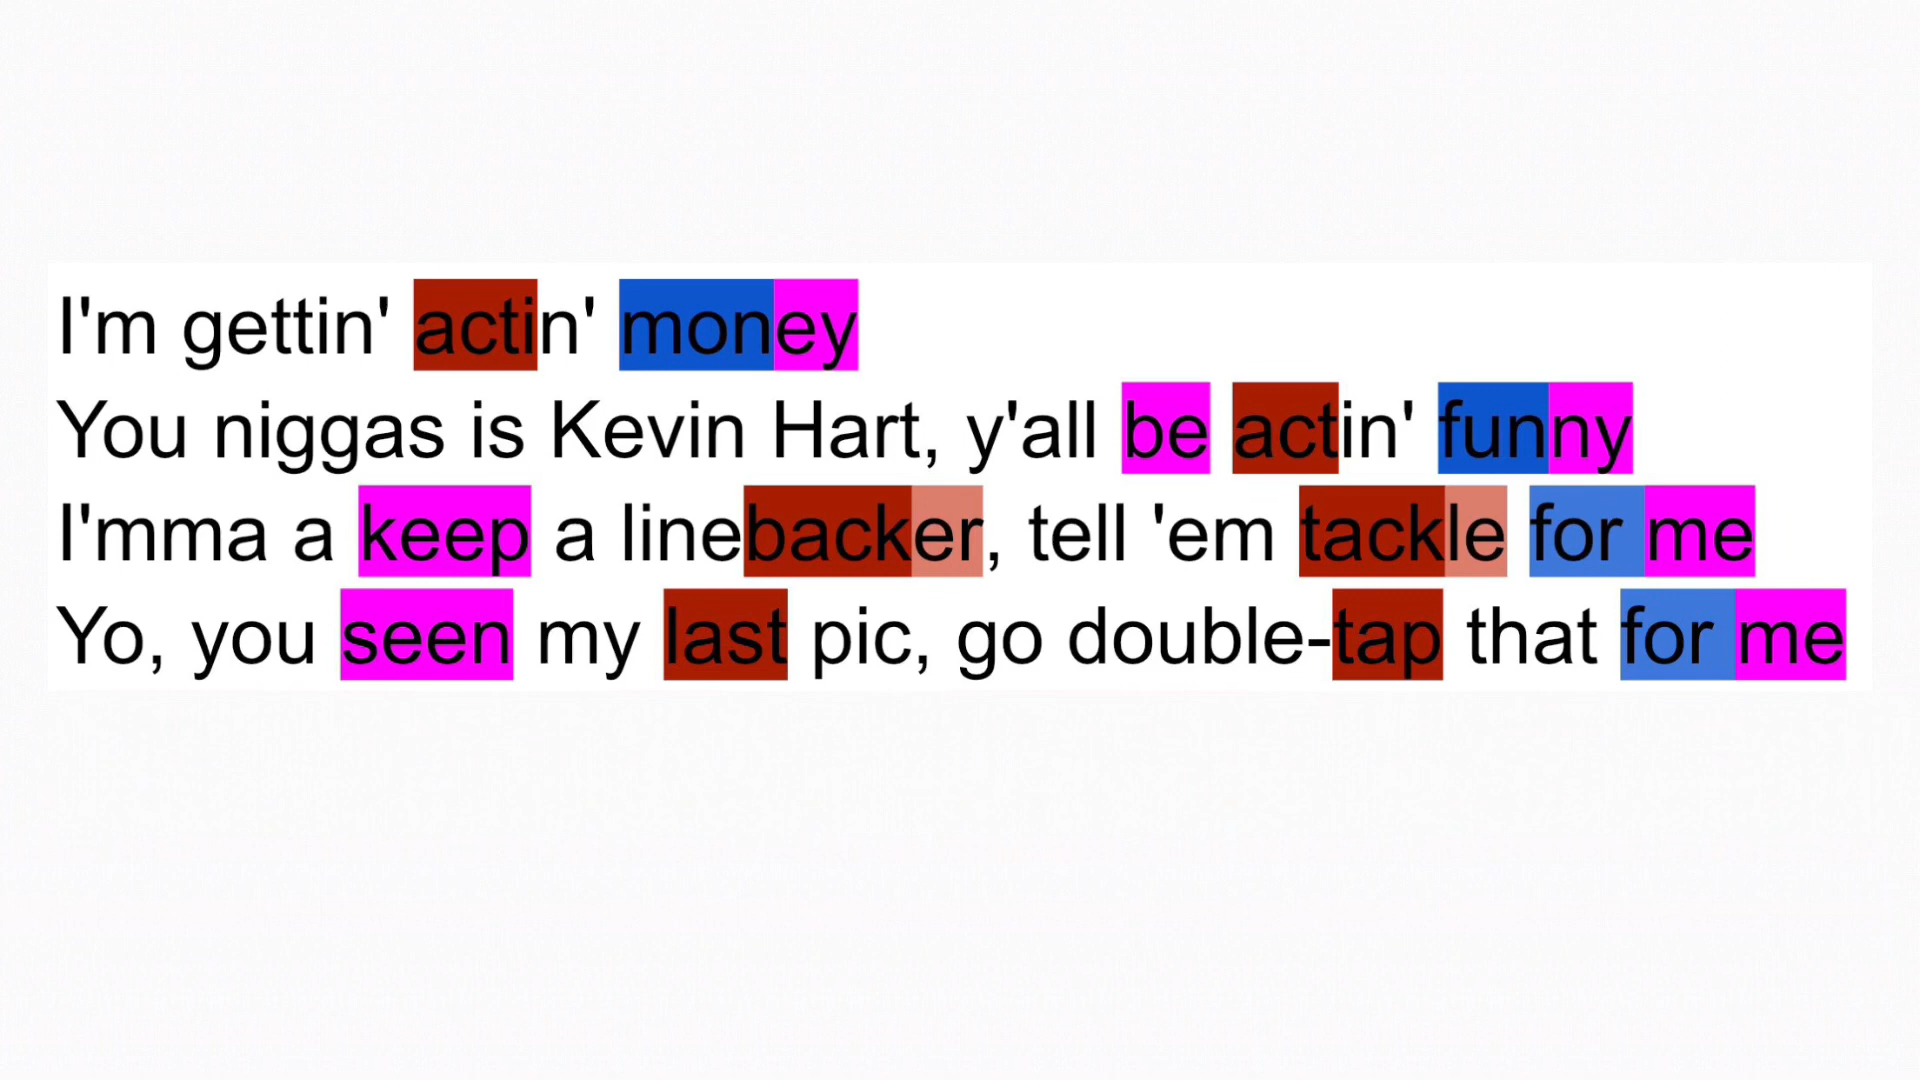 I'm gettin' actin' money
You niggas is Kevin Hart, y'all be actin' funny
I'mma a keep a linebacker, tell 'em tackle for me
Yo, you seen my last pic, go double-tap that for me